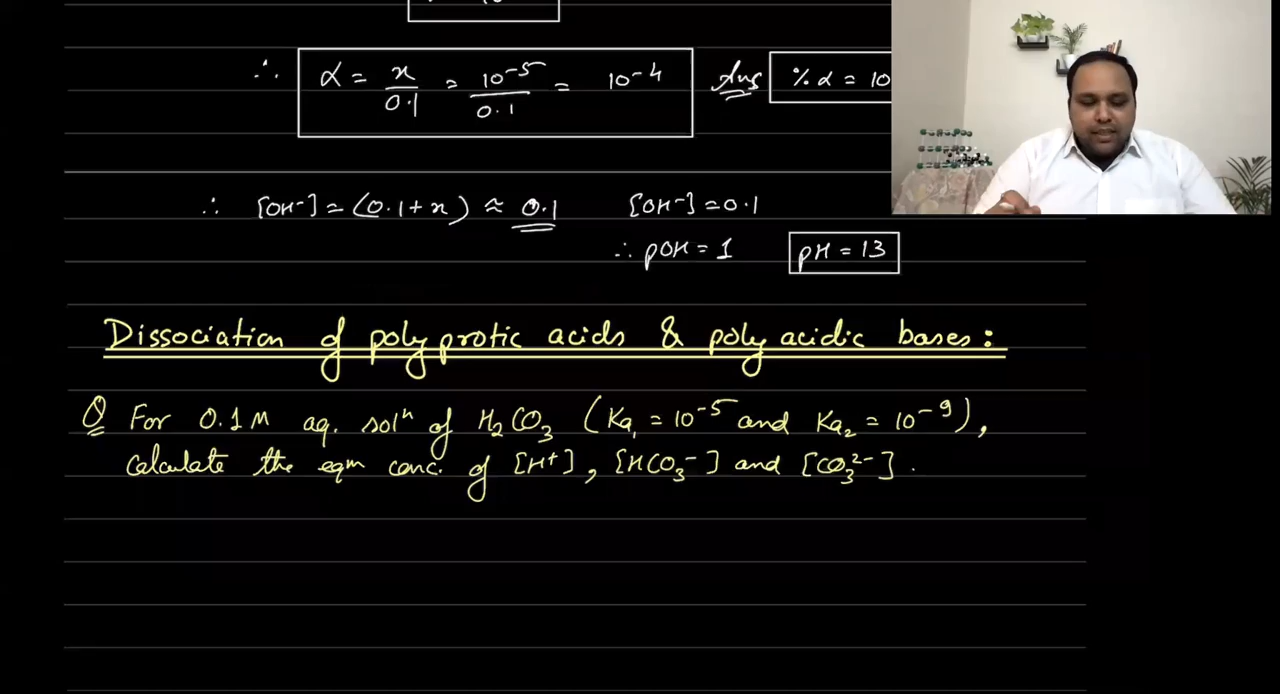 ∴ α = x/0.1 = 10⁻⁵/0.1 = 10⁻⁴ Ans % α = 10
∴ [OH⁻] = (0.1 + x) ≈ 0.1 [OH⁻] = 0.1
∴ pOH = 1 pH = 13
Dissociation of polyprotic acids & polyacidic bases:
Q For 0.1M aq. solⁿ of H₂CO₃ (Ka₁ = 10⁻⁵ and Ka₂ = 10⁻⁹),
calculate the eqm conc. of [H⁺], [HCO₃⁻] and [CO₃²⁻].